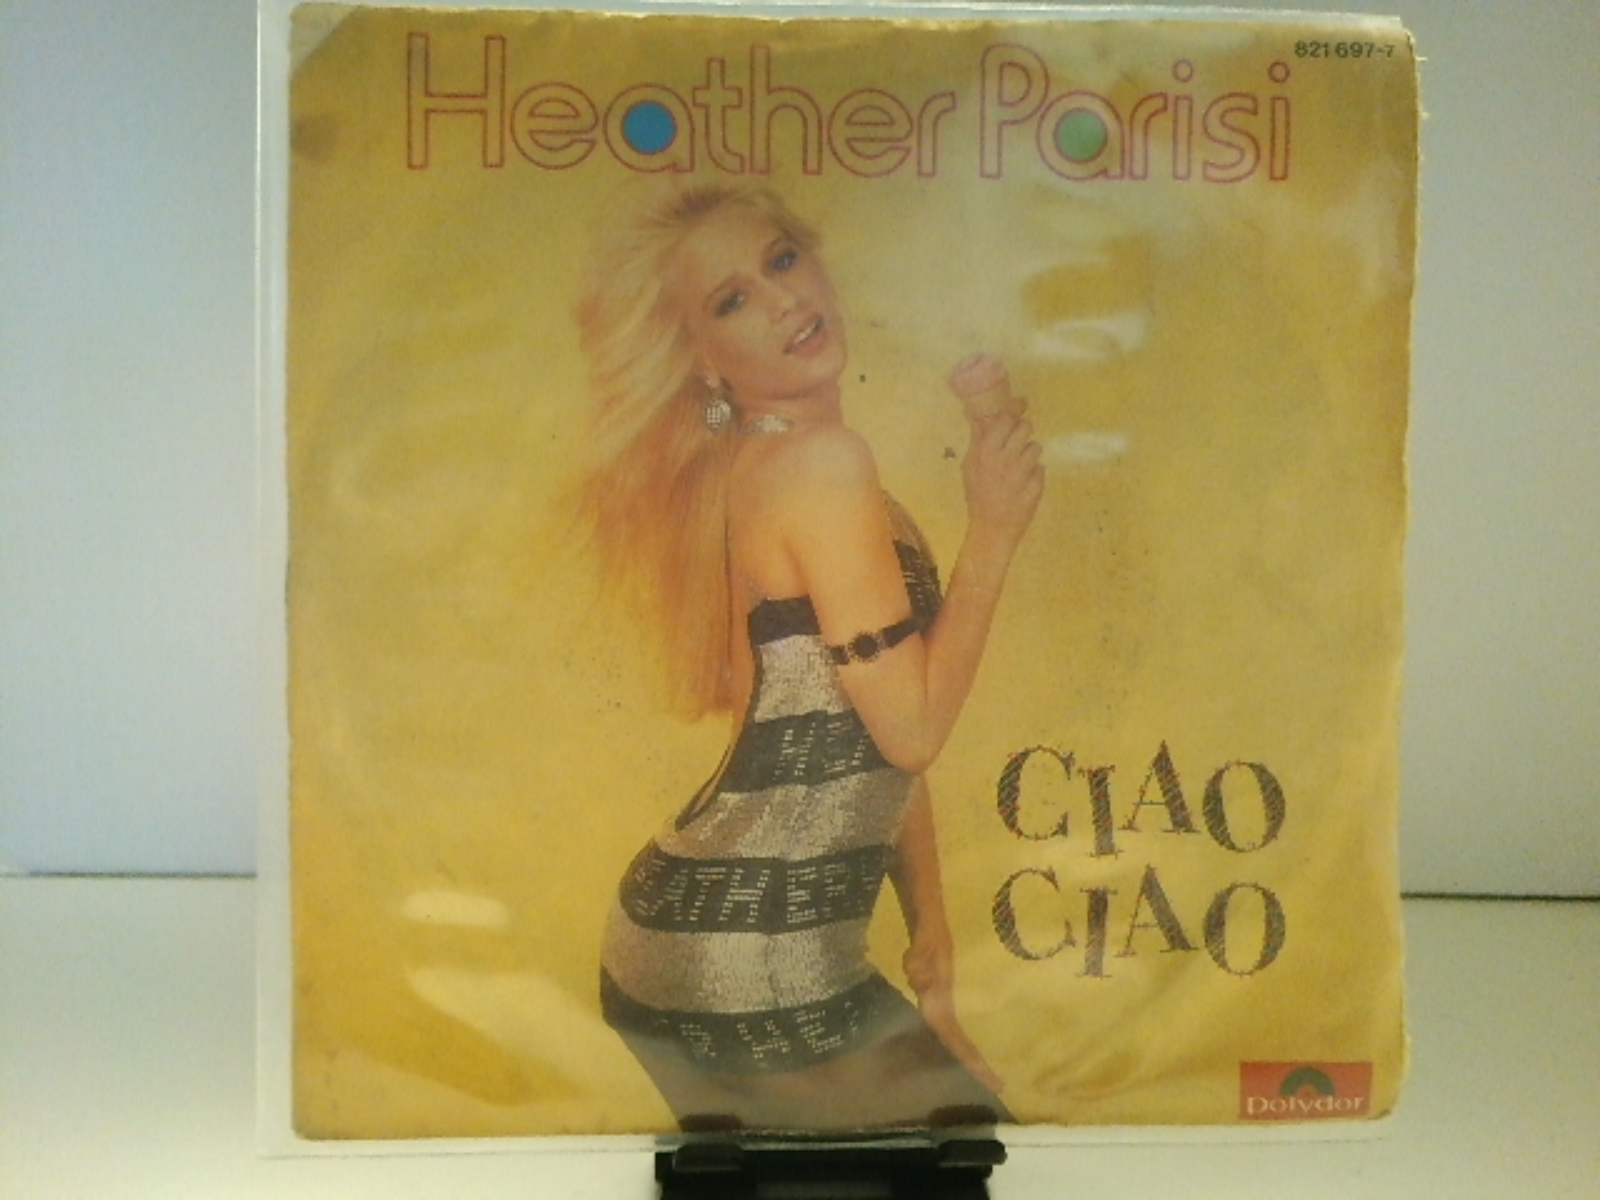 821 697-7
Heather Parisi
CIAO
CIAO
Polydor